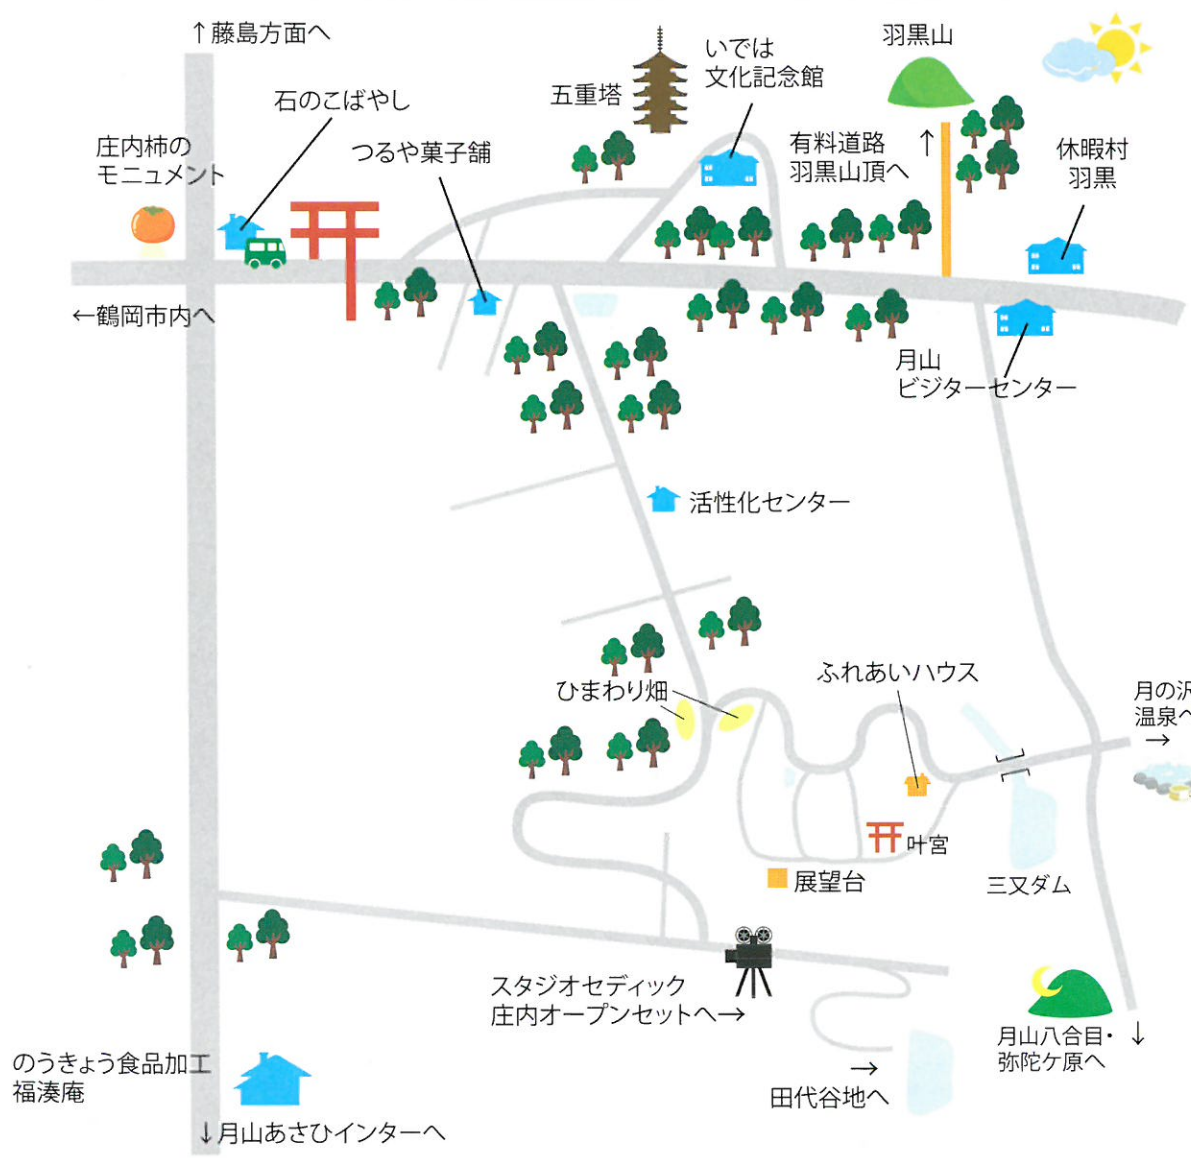 ↑藤島方面へ
石のこばやし
庄内柿の
モニュメント
つるや菓子舗
五重塔
いでは
文化記念館
羽黒山
有料道路
羽黒山頂へ
↑
休暇村
羽黒
←鶴岡市内へ
月山
ビジターセンター
活性化センター
ひまわり畑
ふれあいハウス
月の沢
温泉へ
→
叶宮
展望台
三又ダム
スタジオセディック
庄内オープンセットへ→
月山八合目・
弥陀ケ原へ
↓
→
田代谷地へ
のうきょう食品加工
福湊庵
↓月山あさひインターへ